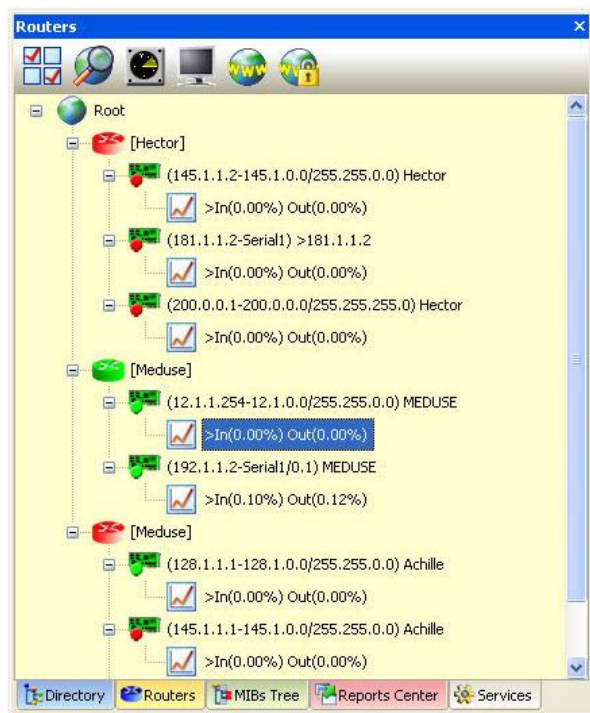 Routers
www www
Root
[Hector]
(145.1.1.2-145.1.0.0/255.255.0.0) Hector
>In(0.00%) Out(0.00%)
(181.1.1.2-Serial1) >181.1.1.2
>In(0.00%) Out(0.00%)
(200.0.0.1-200.0.0.0/255.255.255.0) Hector
>In(0.00%) Out(0.00%)
[Meduse]
(12.1.1.254-12.1.0.0/255.255.0.0) MEDUSE
>In(0.00%) Out(0.00%)
(192.1.1.2-Serial1/0.1) MEDUSE
>In(0.10%) Out(0.12%)
[Meduse]
(128.1.1.1-128.1.0.0/255.255.0.0) Achille
>In(0.00%) Out(0.00%)
(145.1.1.1-145.1.0.0/255.255.0.0) Achille
>In(0.00%) Out(0.00%)
Directory Routers MIBs Tree Reports Center Services